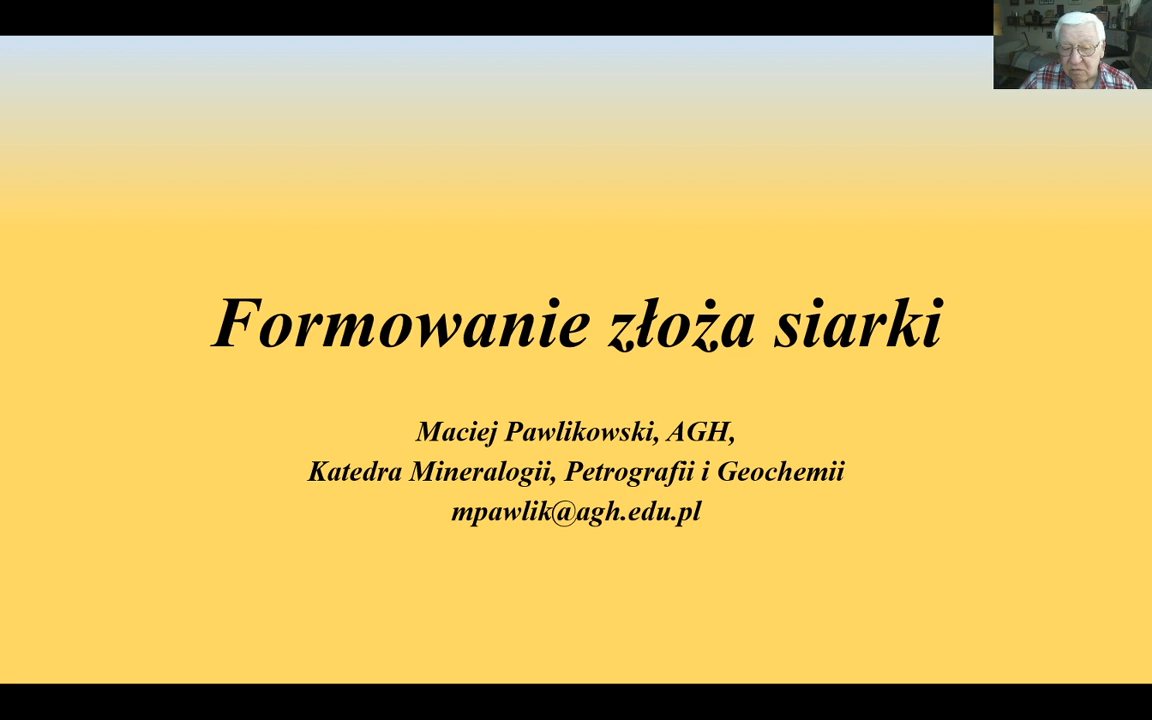 Formowanie złoża siarki
Maciej Pawlikowski, AGH,
Katedra Mineralogii, Petrografii i Geochemii
mpawlik@agh.edu.pl